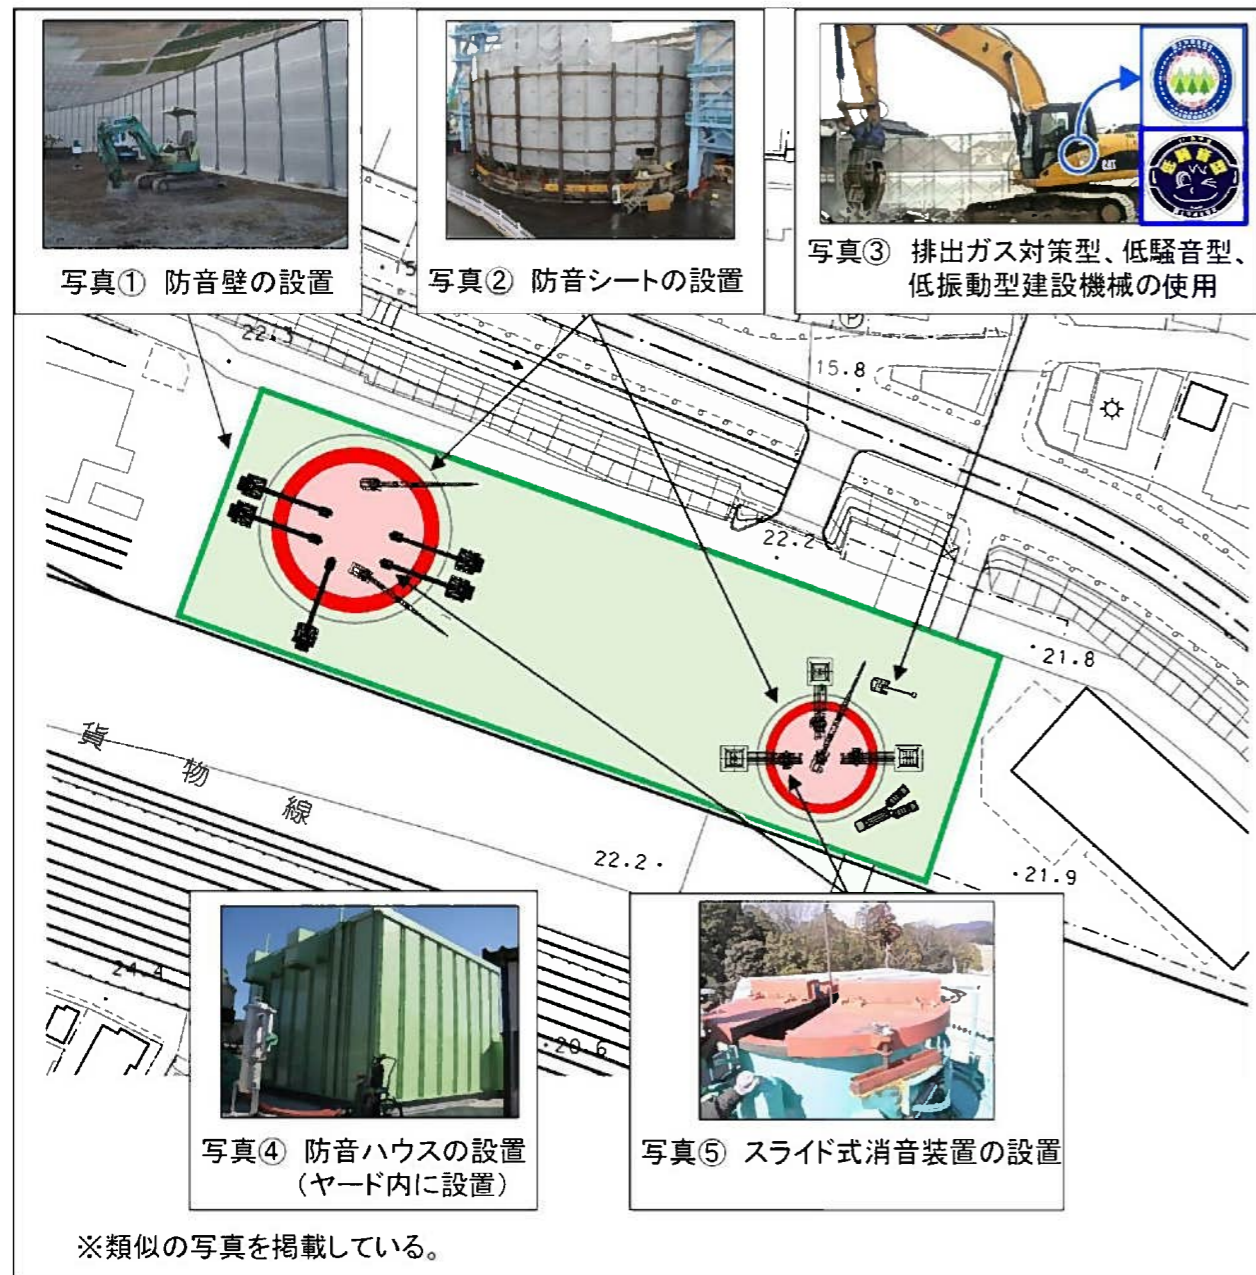 CAT
低騒音型
写真① 防音壁の設置
写真② 防音シートの設置
写真③ 排出ガス対策型、低騒音型、
低振動型建設機械の使用
P
22.3
15.8
22.2
21.8
貨物線
22.2
21.9
24.4
20.6
写真④ 防音ハウスの設置
(ヤード内に設置)
写真⑤ スライド式消音装置の設置
※類似の写真を掲載している。